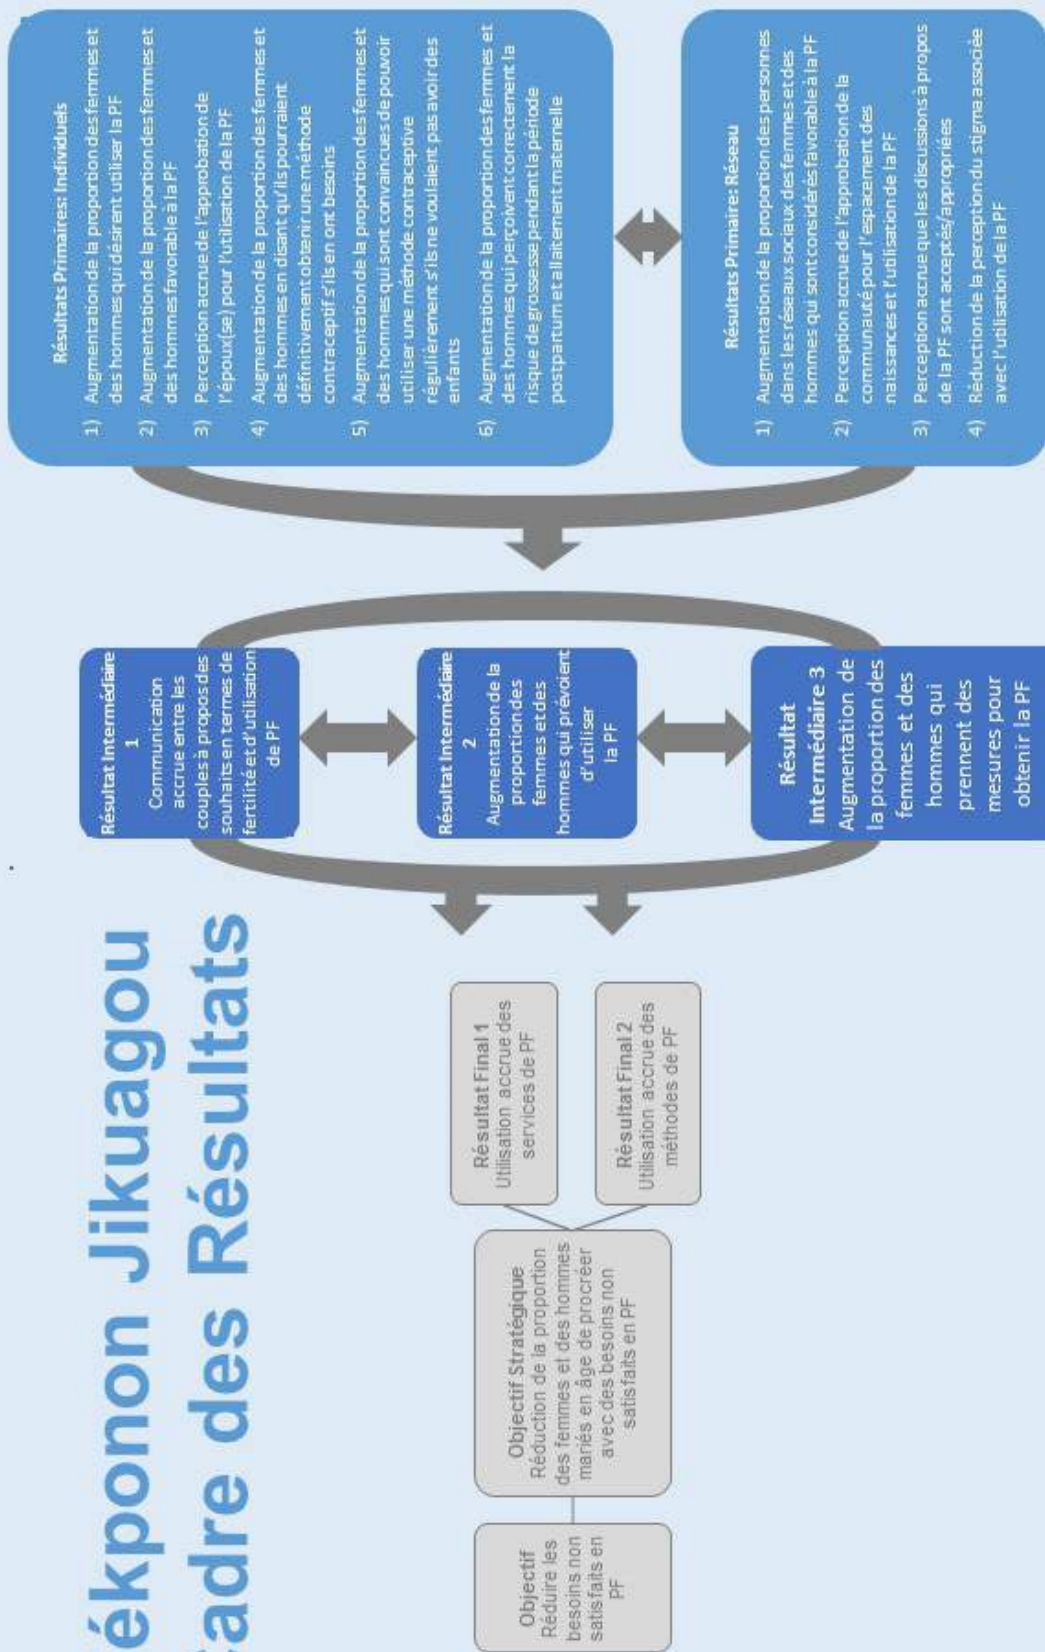 ékponon Jikuagou
Cadre des Résultats
Objectif
Réduire les
besoins non
satisfaits en
PF
Objectif Stratégique
Réduction de la proportion
des femmes et des hommes
mariés en âge de procréer
avec des besoins non
satisfaits en PF
Résultat Final 1
Utilisation accrue des
services de PF
Résultat Final 2
Utilisation accrue des
méthodes de PF
Résultat Intermédiaire
1
Communication
accrue entre les
couples à propos des
souhaits en termes de
fertilité et d'utilisation
de PF
Résultat Intermédiaire
2
Augmentation de la
proportion des
femmes et des
hommes qui prévoient
d'utiliser
la PF
Résultat
Intermédiaire 3
Augmentation de
la proportion des
femmes et des
hommes qui
prennent des
mesures pour
obtenir la PF
Résultats Primaires: Individuels
1) Augmentation de la proportion des femmes et
des hommes qui désirent utiliser la PF
2) Augmentation de la proportion des femmes et
des hommes favorable à la PF
3) Perception accrue de l'approbation de
l'époux(se) pour l'utilisation de la PF
4) Augmentation de la proportion des femmes et
des hommes en disant qu'ils pourraient
définitivement obtenir une méthode
contraceptif s'ils en ont besoins
5) Augmentation de la proportion des femmes et
des hommes qui sont convaincues de pouvoir
utiliser une méthode contraceptive
régulièrement s'ils ne voulaient pas avoir des
enfants
6) Augmentation de la proportion des femmes et
des hommes qui perçoivent correctement la
risque de grossesse pendant la période
postpartum et allaitement maternelle
Résultats Primaire: Réseau
1) Augmentation de la proportion des personnes
dans les réseaux sociaux des femmes et des
hommes qui sont considérés favorable à la PF
2) Perception accrue de l'approbation de la
communauté pour l'espacement des
naissances et l'utilisation de la PF
3) Perception accrue que les discussions à propos
de la PF sont acceptés/appropriées
4) Réduction de la perception du stigma associée
avec l'utilisation de la PF